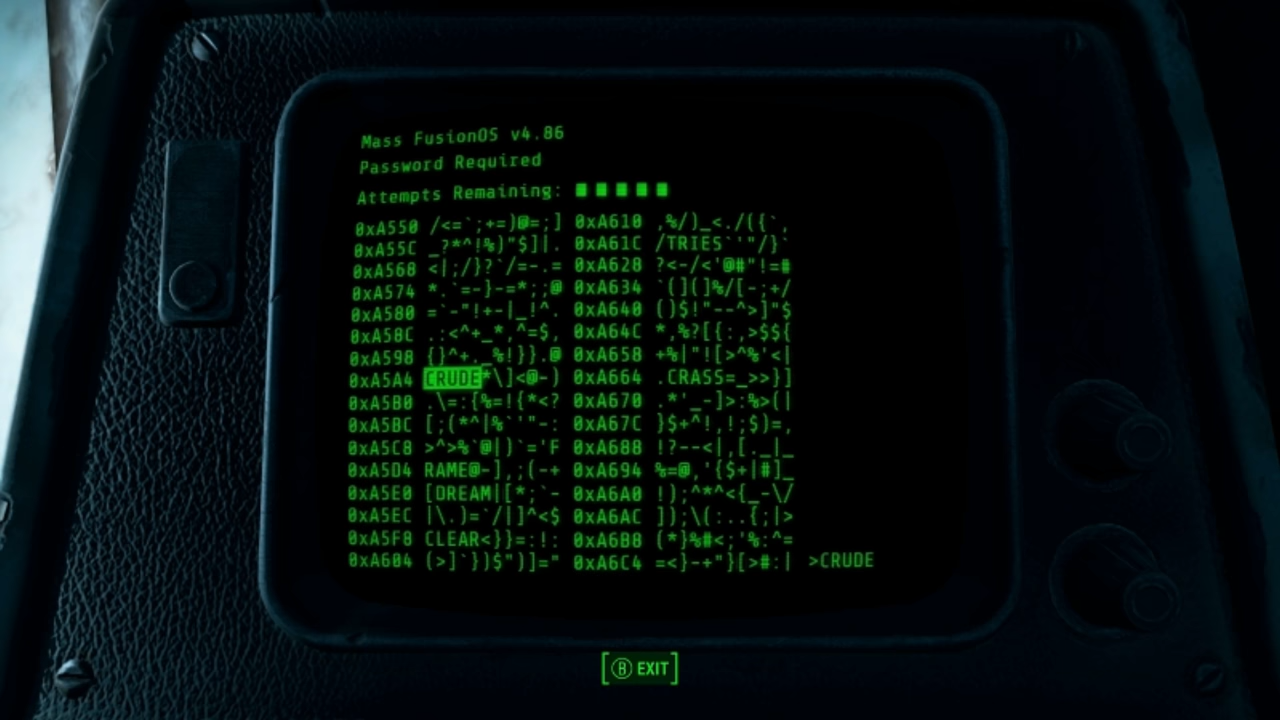 Mass FusionOS v4.86
Password Required
Attempts Remaining: ■ ■ ■ ■ ■
0xA550 /<=`;+=)@=;] 0xA610 ,%/)_<./({`,
0xA55C _?*^!%)"$]|. 0xA61C /TRIES`'"/}`
0xA568 <|;/}?`/=-.= 0xA628 ?<-/<'@#"!=#
0xA574 *.`=-}-=*;;@ 0xA634 `(](]%/[-;+/
0xA580 =`-"!+-|_!^. 0xA640 ()$!"--^>]"$
0xA58C .:<^+_*,^=$, 0xA64C *,%?[{:,>$${
0xA598 {}^+._%!}}.@ 0xA658 +%|"![>^%'<|
0xA5A4 CRUDE*\]<@-) 0xA664 .CRASS=_>>}]
0xA5B0 .\=:{%=!{*<? 0xA670 .*'_-]>:%>(|
0xA5BC [;(*^|%`'"-: 0xA67C }$+^!,!;$)=,
0xA5C8 >^>%`@|)`='F 0xA688 !?--<|,[._|_
0xA5D4 RAME@-],;(-+ 0xA694 %=@,'{$+|#]_
0xA5E0 [DREAM|[*;`- 0xA6A0 !);^*^<{_-\/
0xA5EC |\.)=`/|]^<$ 0xA6AC ]);\(:..{;|>
0xA5F8 CLEAR<}}=:!: 0xA6B8 (*}%#<;'%:^=
0xA604 (>]`})$")]=" 0xA6C4 =<}-+"}[>#:| >CRUDE
[Ⓑ EXIT]